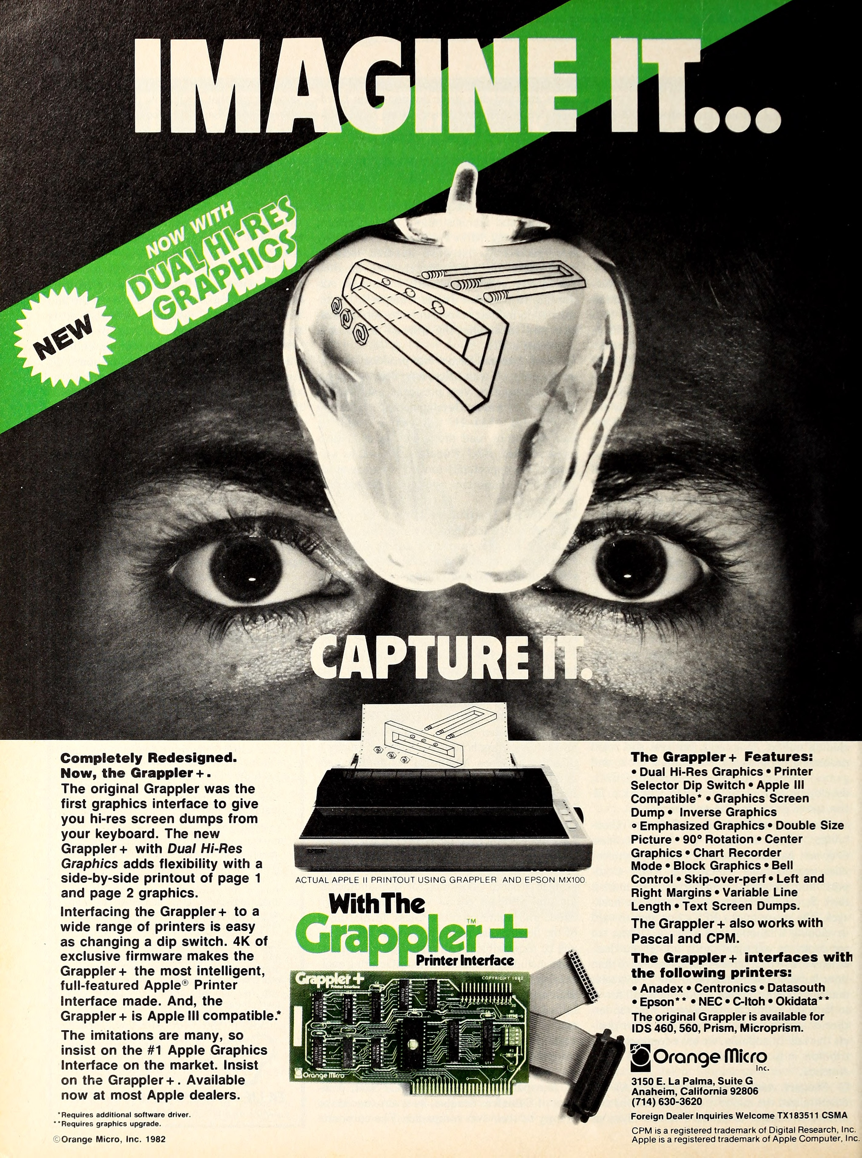 IMAGINE IT...
NOW WITH
DUAL HI-RES
GRAPHICS
NEW
CAPTURE IT.
Completely Redesigned.
Now, the Grappler+.
The original Grappler was the
first graphics interface to give
you hi-res screen dumps from
your keyboard. The new
Grappler+ with Dual Hi-Res
Graphics adds flexibility with a
side-by-side printout of page 1
and page 2 graphics.
Interfacing the Grappler+ to a
wide range of printers is easy
as changing a dip switch. 4K of
exclusive firmware makes the
Grappler+ the most intelligent,
full-featured Apple® Printer
Interface made. And, the
Grappler+ is Apple III compatible.*
The imitations are many, so
insist on the #1 Apple Graphics
Interface on the market. Insist
on the Grappler+. Available
now at most Apple dealers.
*Requires additional software driver.
**Requires graphics upgrade.
©Orange Micro, Inc. 1982
ACTUAL APPLE II PRINTOUT USING GRAPPLER AND EPSON MX100
With The
Grappler+™
Printer Interface
Grappler+
Printer Interface
COPYRIGHT 1982
Orange Micro
The Grappler+ Features:
• Dual Hi-Res Graphics • Printer
Selector Dip Switch • Apple III
Compatible* • Graphics Screen
Dump • Inverse Graphics
• Emphasized Graphics • Double Size
Picture • 90° Rotation • Center
Graphics • Chart Recorder
Mode • Block Graphics • Bell
Control • Skip-over-perf • Left and
Right Margins • Variable Line
Length • Text Screen Dumps.
The Grappler+ also works with
Pascal and CPM.
The Grappler+ interfaces with
the following printers:
• Anadex • Centronics • Datasouth
• Epson** • NEC • C-Itoh • Okidata**
The original Grappler is available for
IDS 460, 560, Prism, Microprism.
Orange Micro
Inc.
3150 E. La Palma, Suite G
Anaheim, California 92806
(714) 630-3620
Foreign Dealer Inquiries Welcome TX183511 CSMA
CPM is a registered trademark of Digital Research, Inc.
Apple is a registered trademark of Apple Computer, Inc.